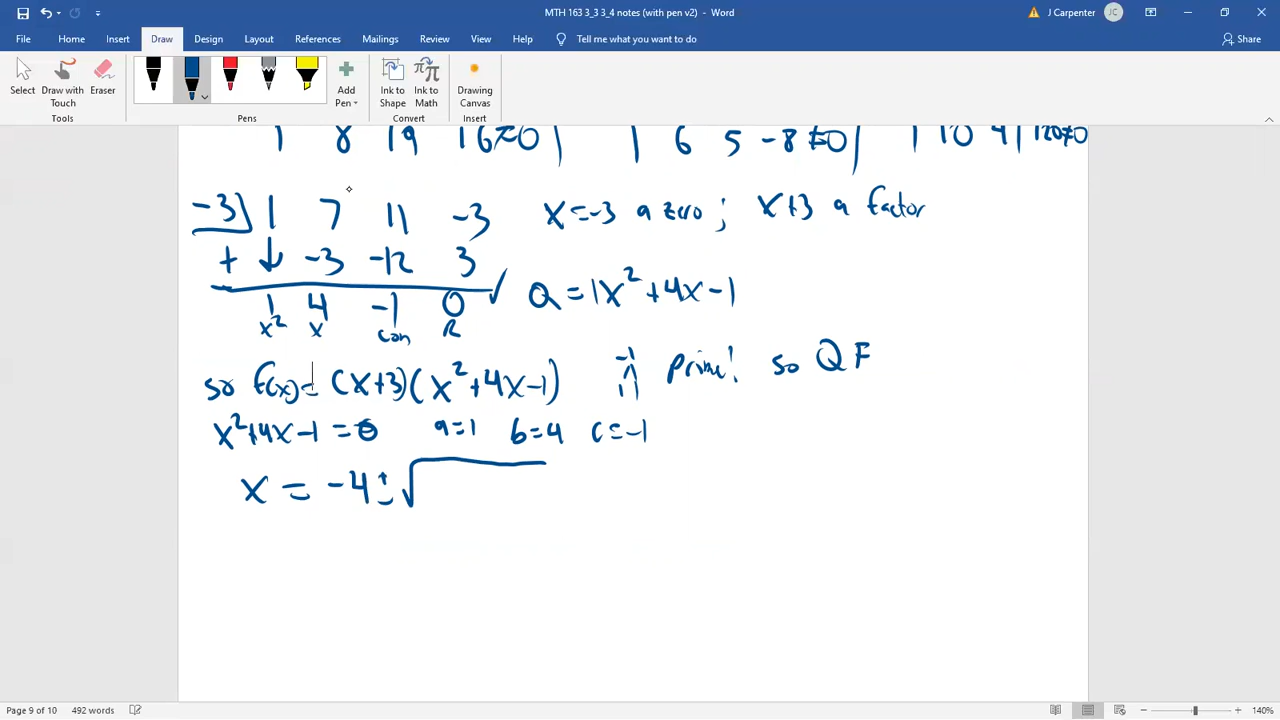 MTH 163 3_3 3_4 notes (with pen v2) - Word
J Carpenter JC
File Home Insert Draw Design Layout References Mailings Review View Help Tell me what you want to do Share
Select Draw with Touch Eraser Add Pen Ink to Shape Ink to Math Drawing Canvas
Tools Pens Convert Insert
1 8 19 16≠0 | 1 6 5 -8≠0 | 1 10 41 120≠0
-3 | 1 7 11 -3 x=-3 a zero; x+3 a factor
+ ↓ -3 -12 3
1 4 -1 0 ✓ Q=1x²+4x-1
x² x con R
so f(x)= (x+3)(x²+4x-1) -1 ∧ 1 1 prime! so QF
x²+4x-1=0 a=1 b=4 c=-1
x = -4±√
Page 9 of 10 492 words 140%